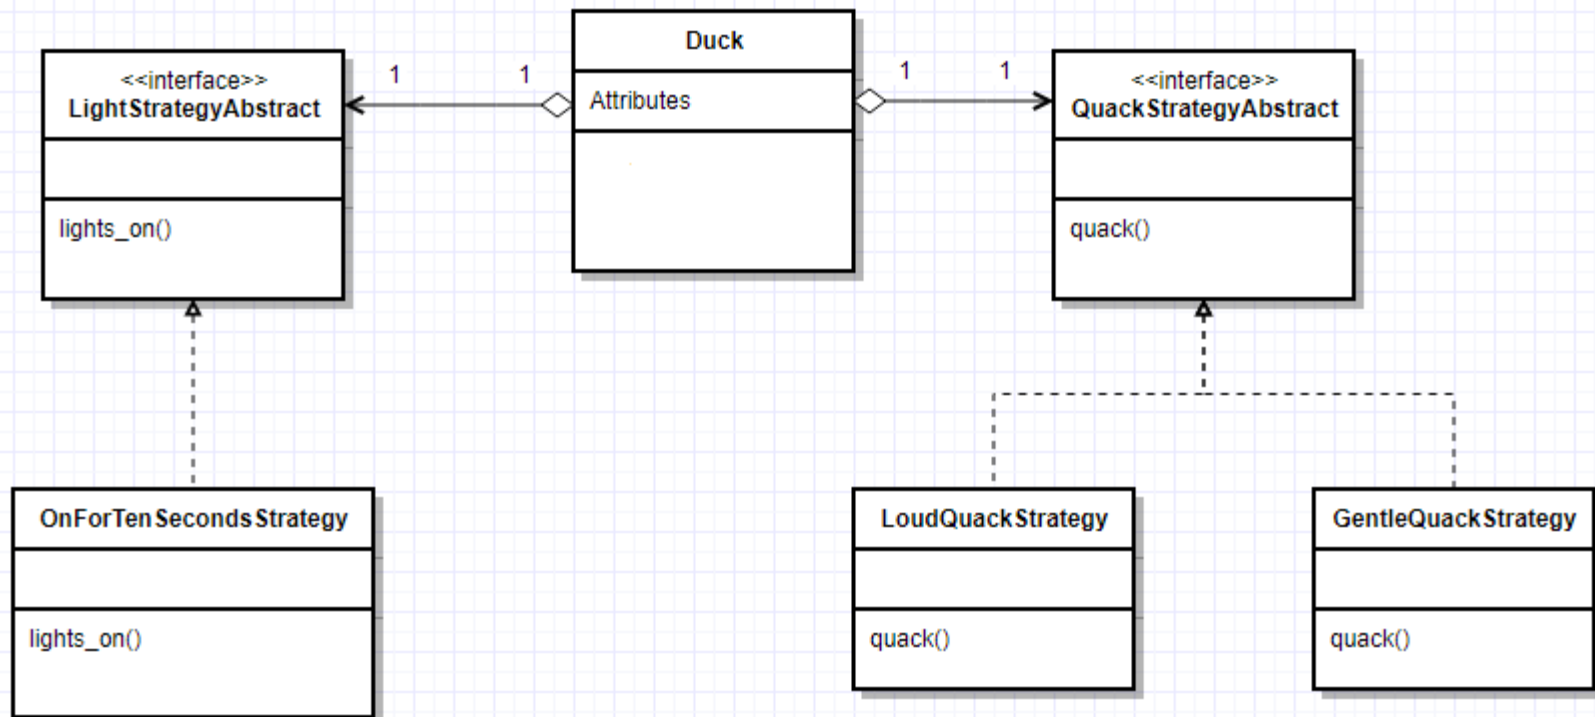 Duck
Attributes
1
1
1
1
<<interface>>
LightStrategyAbstract
lights_on()
<<interface>>
QuackStrategyAbstract
quack()
OnForTenSecondsStrategy
lights_on()
LoudQuackStrategy
quack()
GentleQuackStrategy
quack()